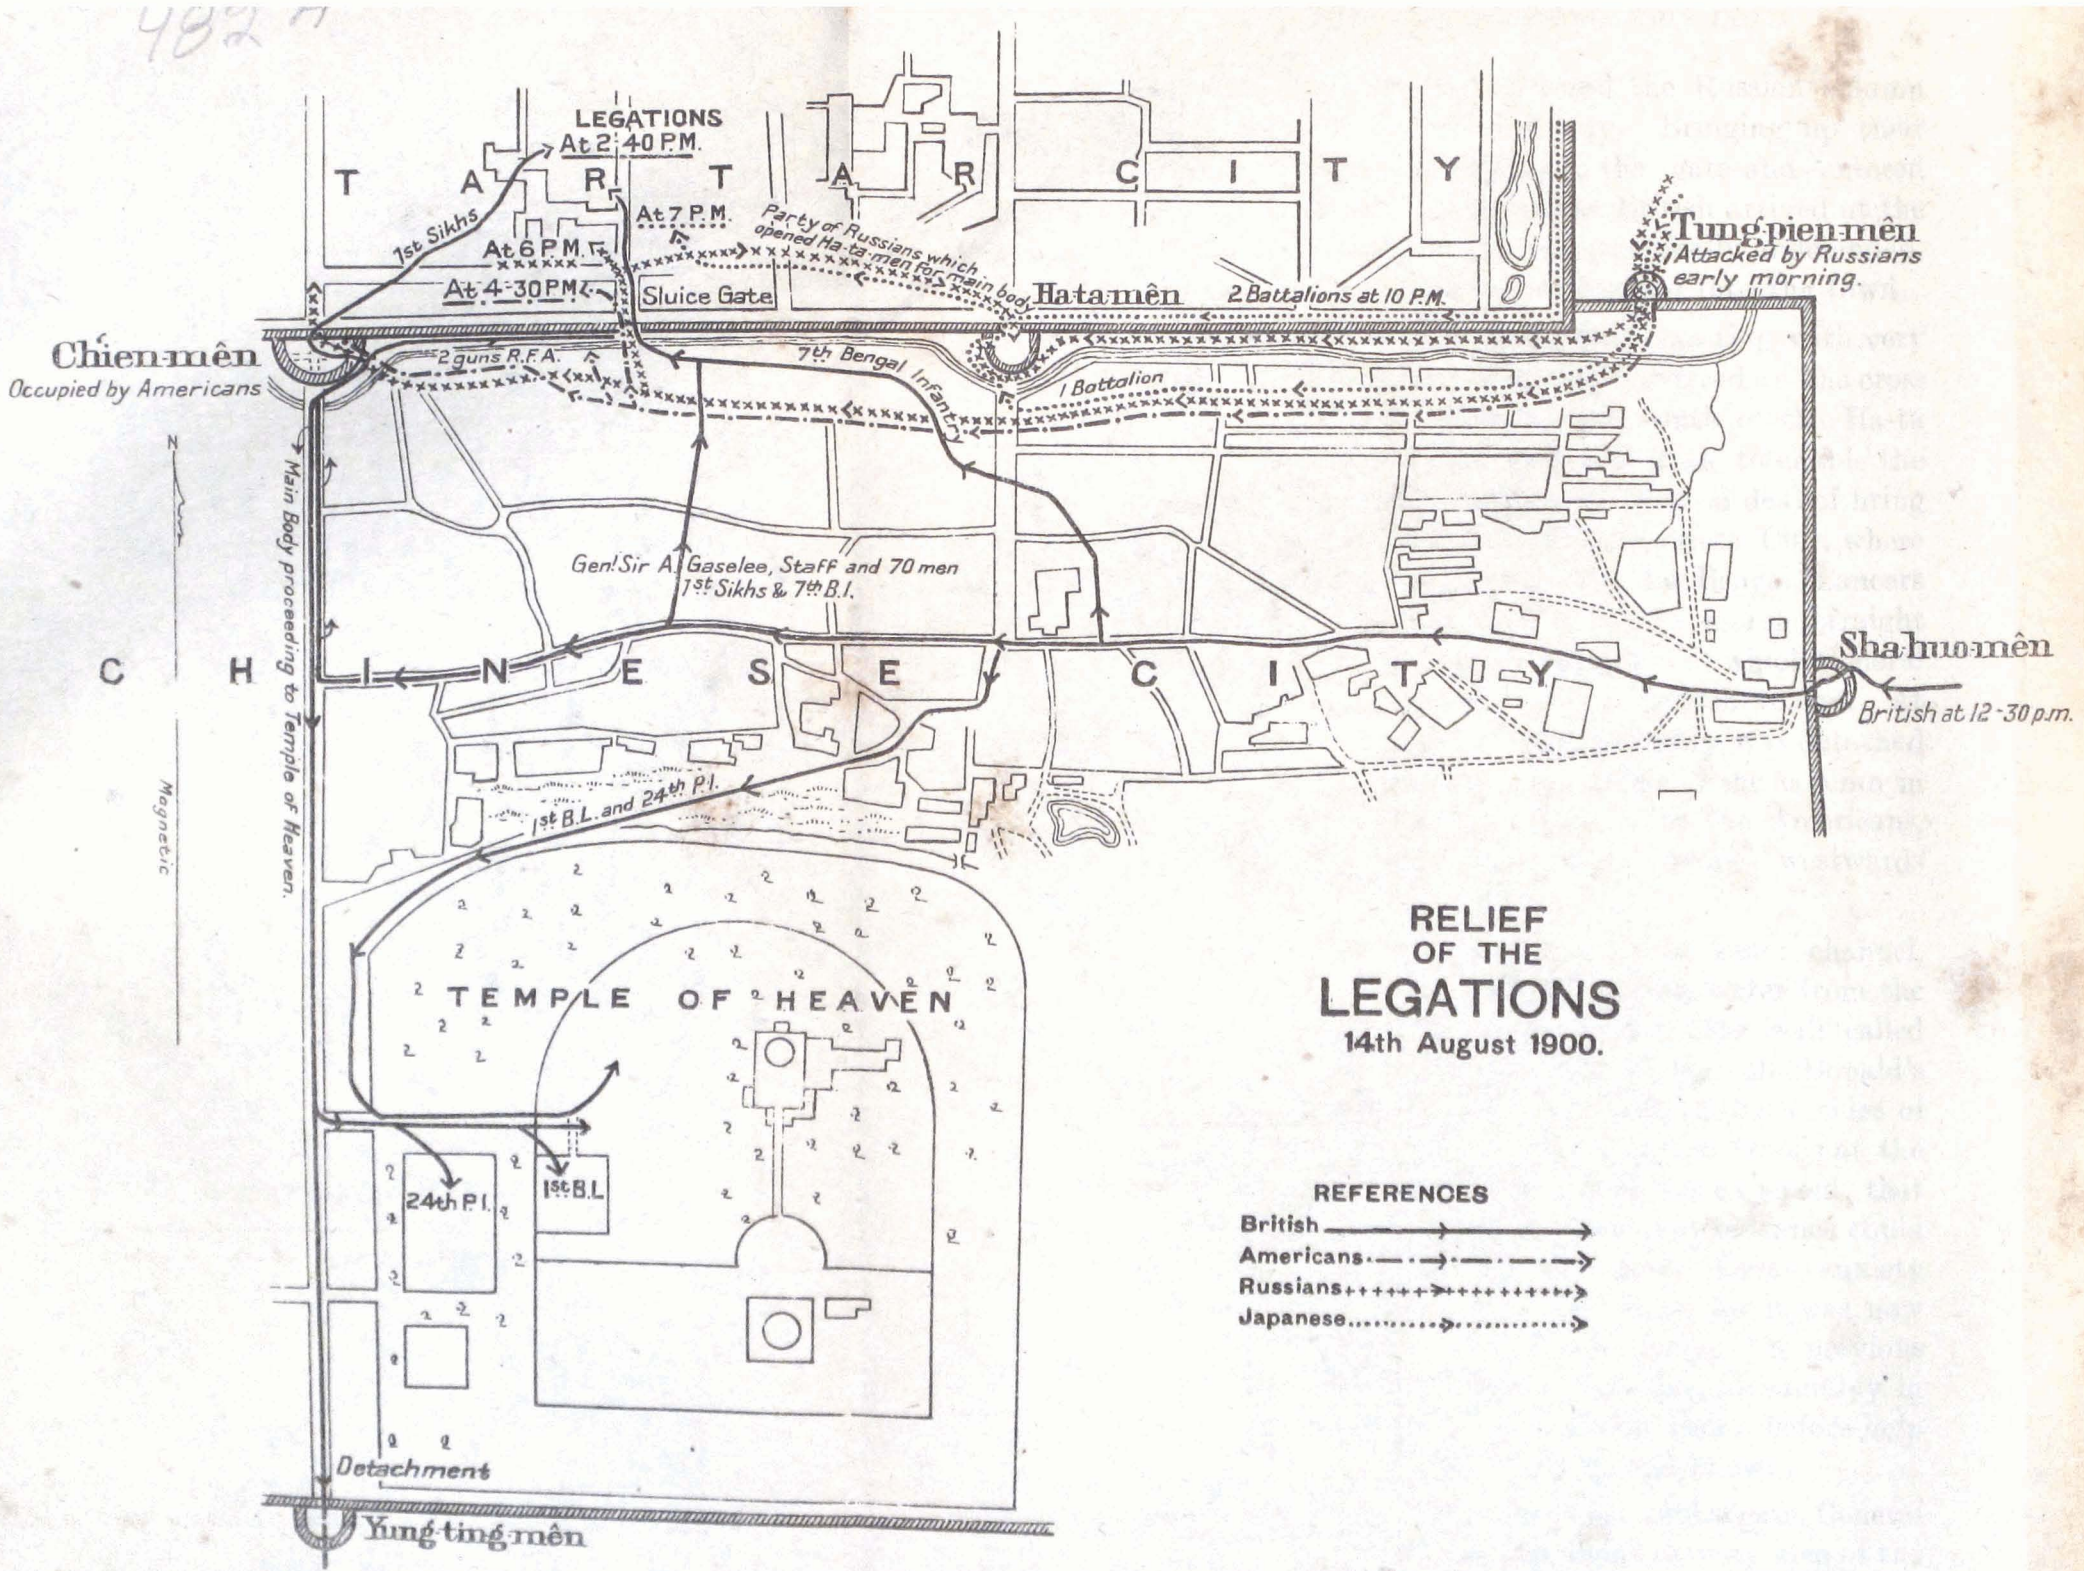 482 A
LEGATIONS
At 2·40 P.M.
T A R T A R C I T Y
1st Sikhs
At 7 P.M.
Party of Russians which
opened Ha-ta-men for main body
At 6 P.M.
At 4-30 P.M.
Sluice Gate
Tung-pien-mên
Attacked by Russians
early morning.
Ha-ta-mên
2 Battalions at 10 P.M.
Ch'ien-mên
Occupied by Americans
2 guns R.F.A.
7th Bengal Infantry
1 Battalion
N
Magnetic
Main Body proceeding to Temple of Heaven.
Genl Sir A. Gaselee, Staff and 70 men
1st Sikhs & 7th B.I.
Sha-huo-mên
British at 12-30 p.m.
C H I N E S E C I T Y
1st B.L. and 24th P.I.
TEMPLE OF HEAVEN
24th P.I.
1st B.L
Detachment
Yung-ting-mên
RELIEF
OF THE
LEGATIONS
14th August 1900.
REFERENCES
British
Americans
Russians
Japanese